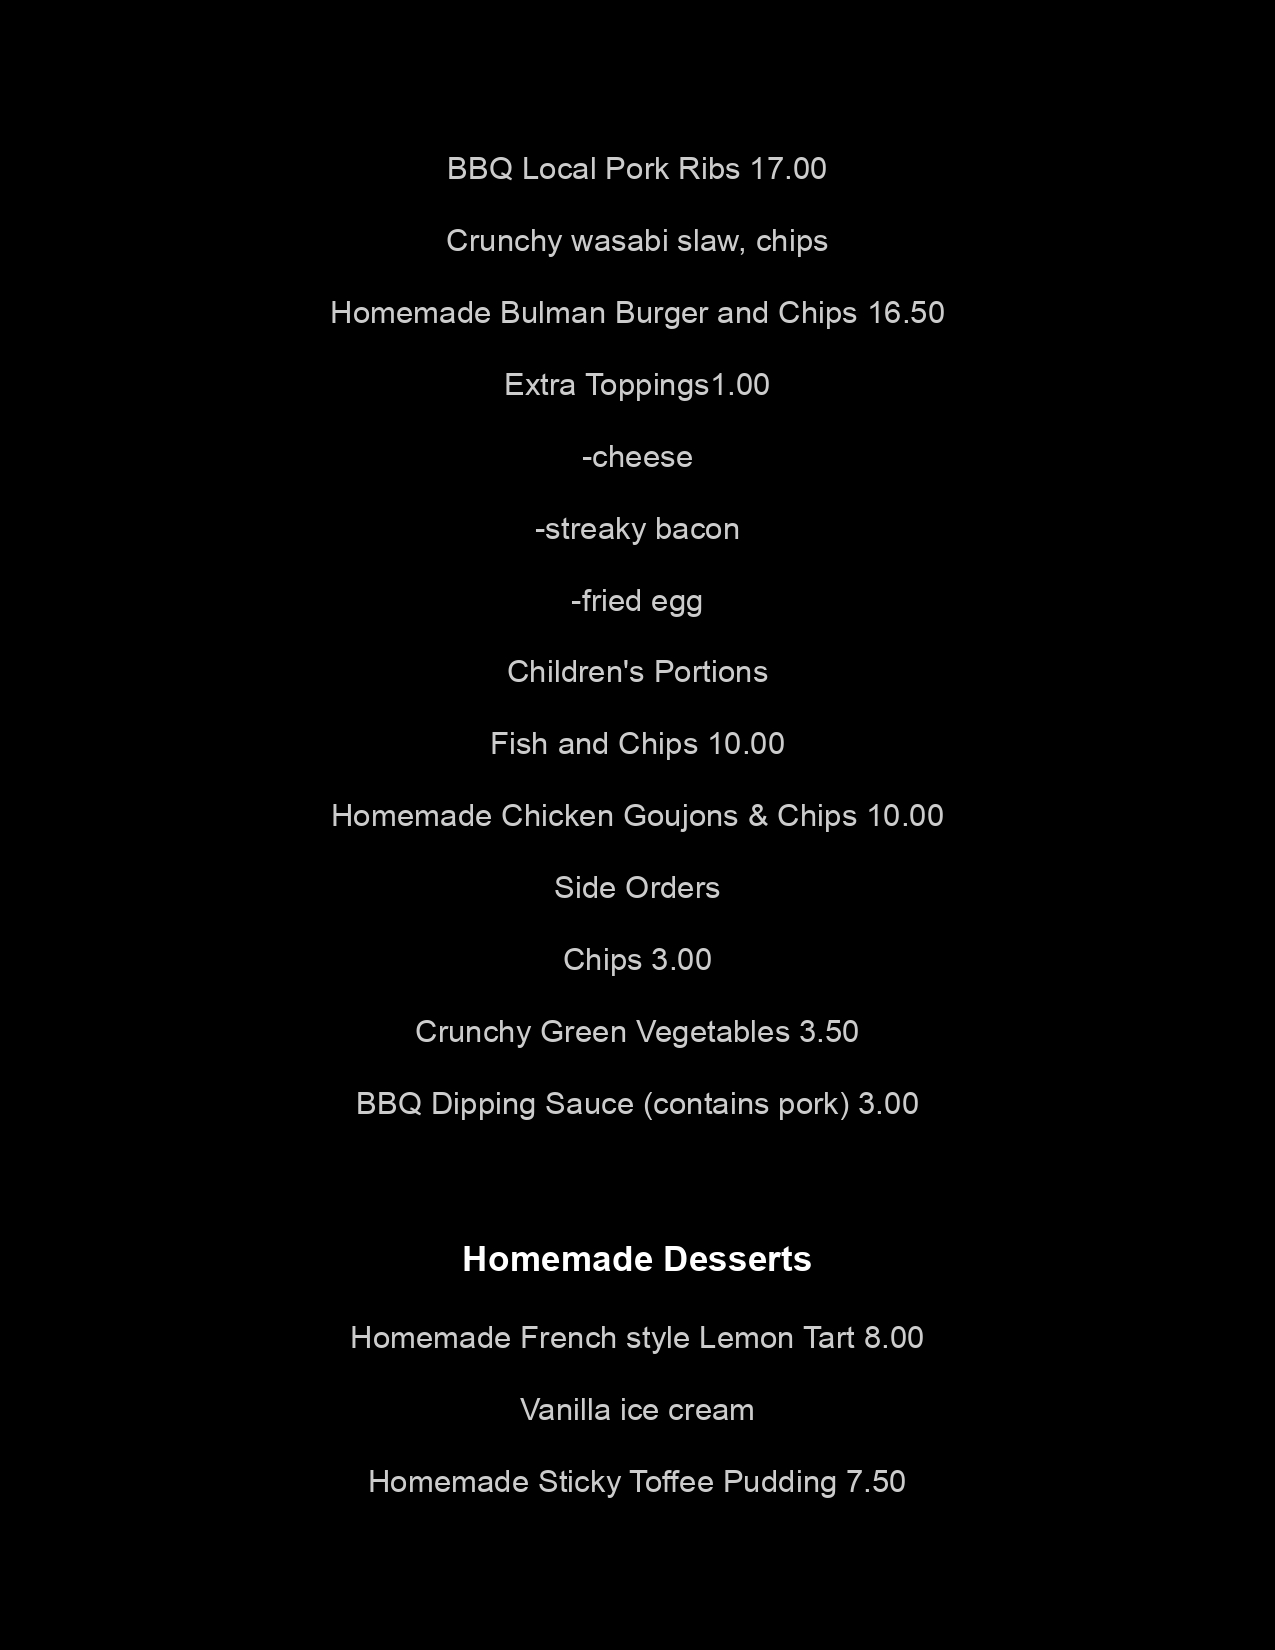 BBQ Local Pork Ribs 17.00
Crunchy wasabi slaw, chips
Homemade Bulman Burger and Chips 16.50
Extra Toppings1.00
-cheese
-streaky bacon
-fried egg
Children's Portions
Fish and Chips 10.00
Homemade Chicken Goujons & Chips 10.00
Side Orders
Chips 3.00
Crunchy Green Vegetables 3.50
BBQ Dipping Sauce (contains pork) 3.00
Homemade Desserts
Homemade French style Lemon Tart 8.00
Vanilla ice cream
Homemade Sticky Toffee Pudding 7.50